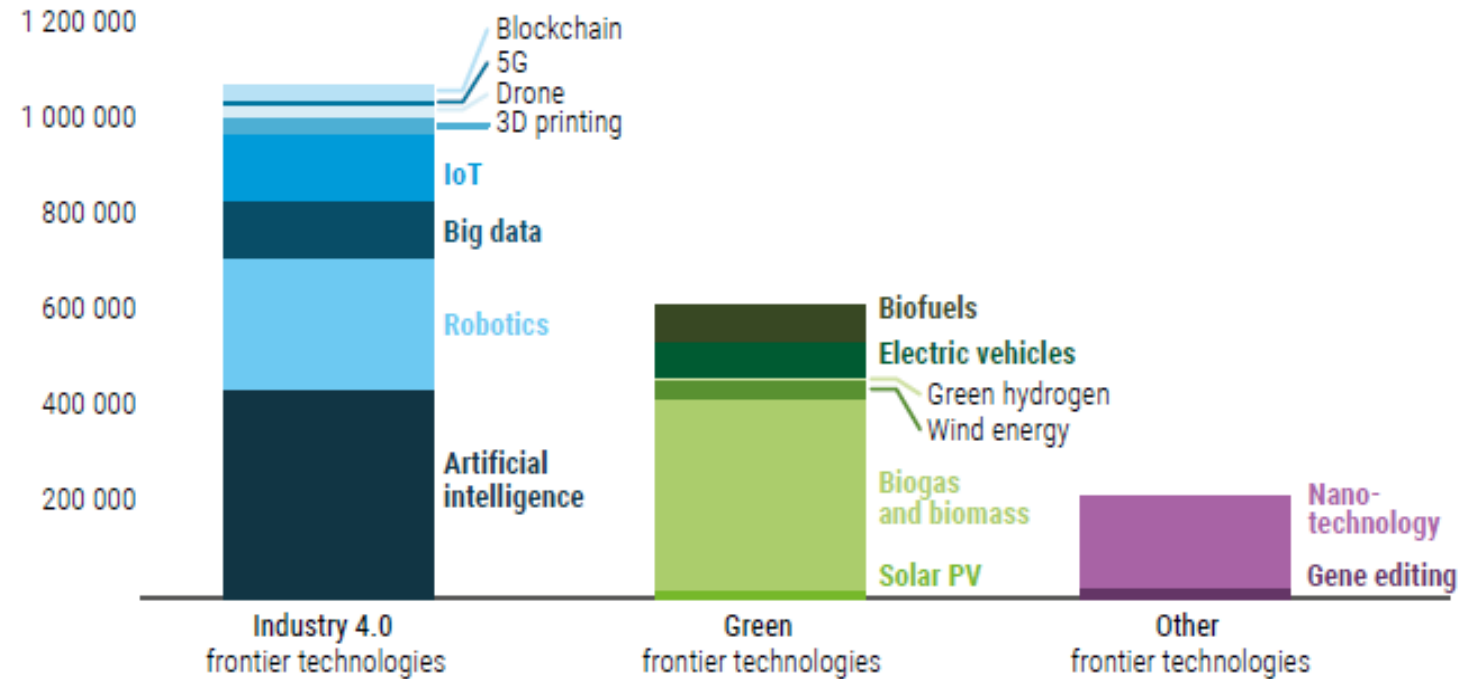 1 200 000
1 000 000
800 000
600 000
400 000
200 000
Blockchain
5G
Drone
3D printing
IoT
Big data
Robotics
Artificial
intelligence
Biofuels
Electric vehicles
Green hydrogen
Wind energy
Biogas
and biomass
Solar PV
Nano-
technology
Gene editing
Industry 4.0
frontier technologies
Green
frontier technologies
Other
frontier technologies